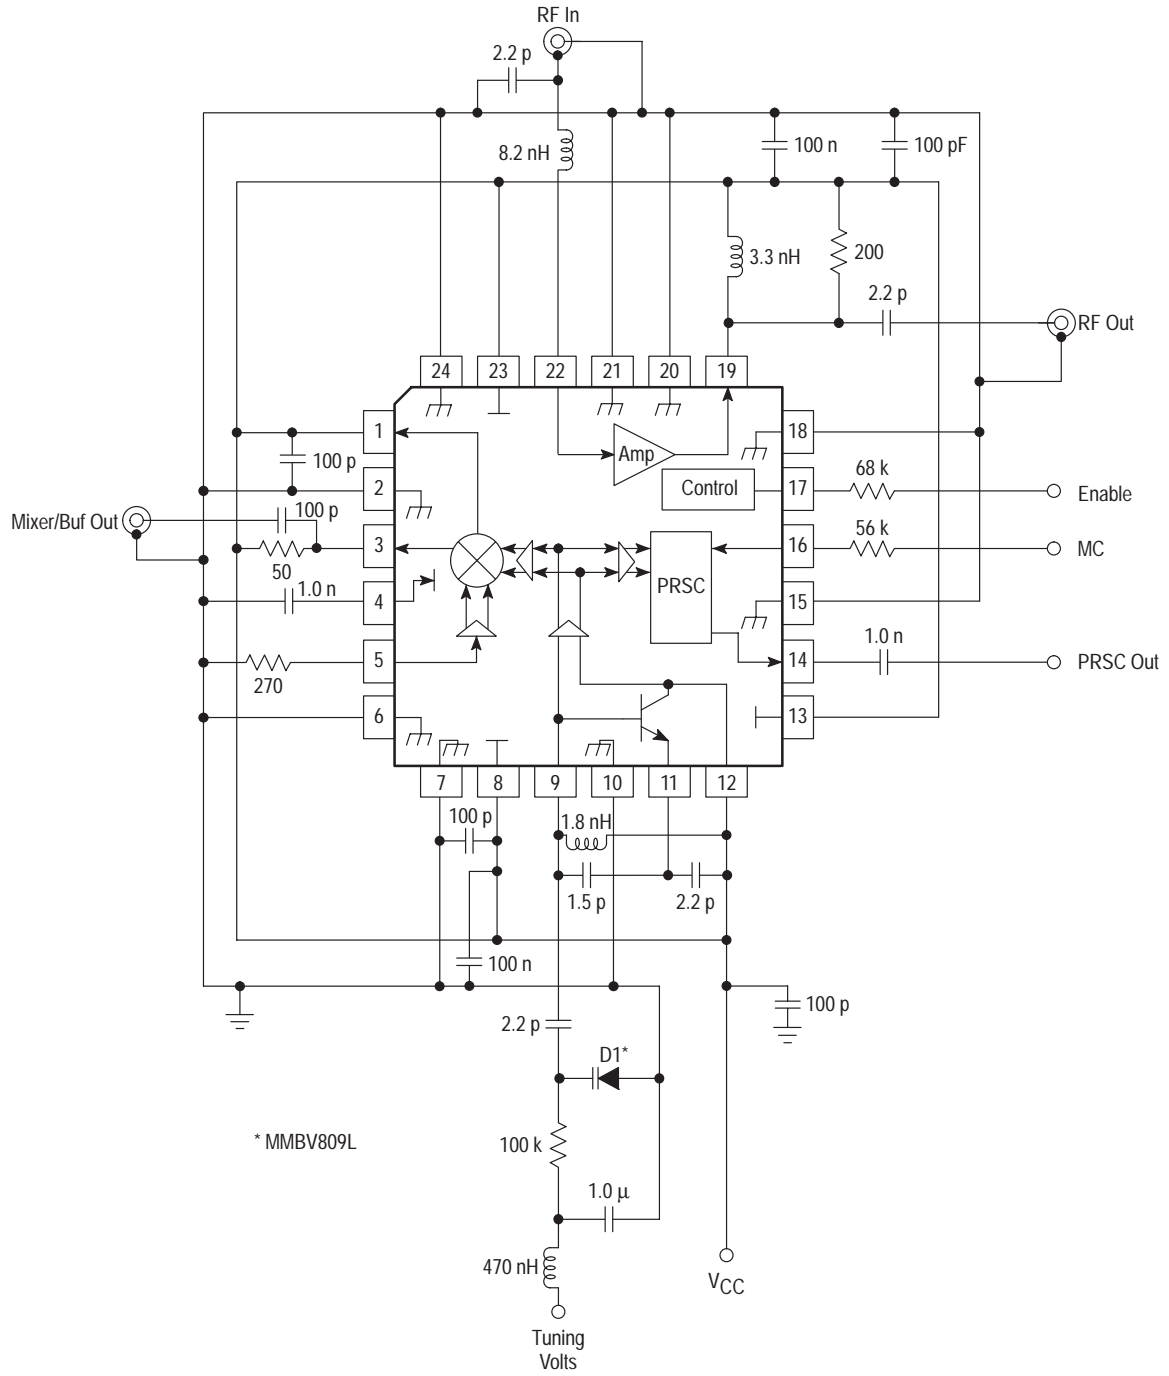 RF In
2.2 p
8.2 nH
100 n
100 pF
3.3 nH
200
2.2 p
RF Out
24
23
22
21
20
19
1
18
Amp
100 p
68 k
2
Control
17
Enable
Mixer/Buf Out
100 p
56 k
3
16
MC
50
PRSC
1.0 n
4
15
1.0 n
5
14
PRSC Out
270
6
13
7
8
9
10
11
12
100 p
1.8 nH
1.5 p
2.2 p
100 n
100 p
2.2 p
D1*
* MMBV809L
100 k
1.0 µ
470 nH
VCC
Tuning
Volts